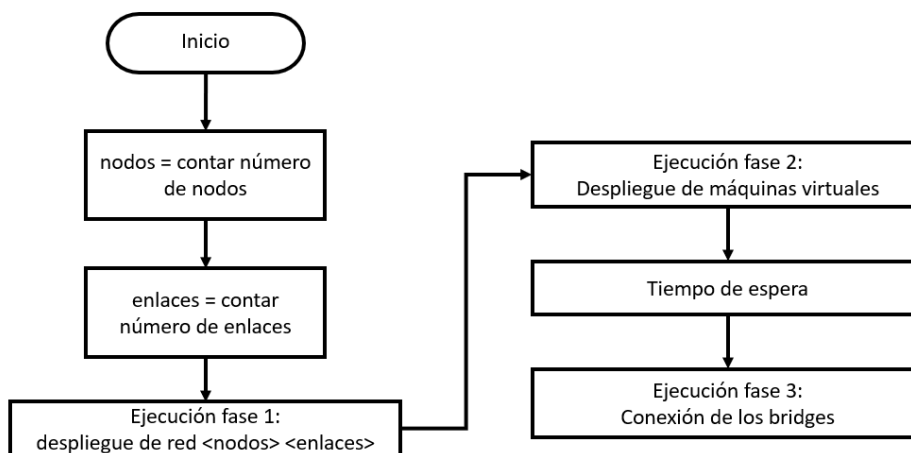 Inicio
nodos = contar número
de nodos
enlaces = contar
número de enlaces
Ejecución fase 1:
despliegue de red <nodos> <enlaces>
Ejecución fase 2:
Despliegue de máquinas virtuales
Tiempo de espera
Ejecución fase 3:
Conexión de los bridges